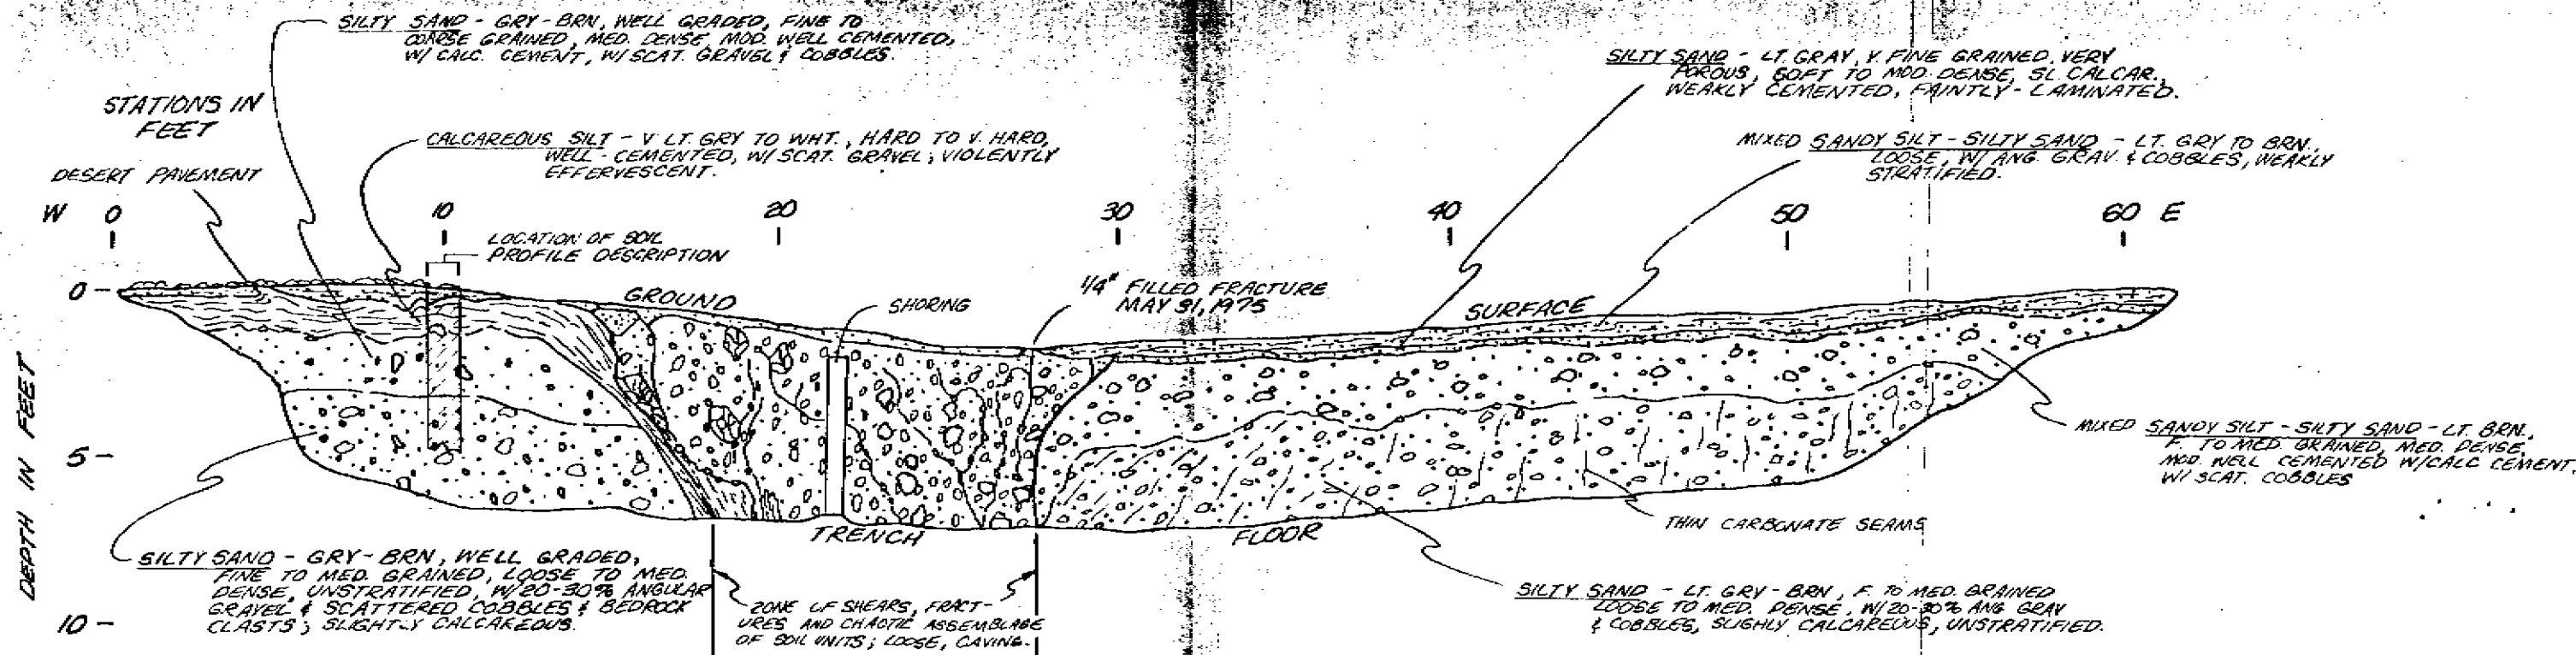 SILTY SAND - GRY-BRN, WELL GRADED, FINE TO
COARSE GRAINED, MED. DENSE, MOD. WELL CEMENTED,
W/ CALC. CEMENT, W/ SCAT. GRAVEL & COBBLES.
SILTY SAND - LT. GRAY, V. FINE GRAINED, VERY
POROUS, SOFT TO MOD. DENSE, SL. CALCAR.,
WEAKLY CEMENTED, FAINTLY-LAMINATED.
STATIONS IN
FEET
CALCAREOUS SILT - V LT. GRY TO WHT., HARD TO V. HARD,
WELL-CEMENTED, W/ SCAT. GRAVEL; VIOLENTLY
EFFERVESCENT.
MIXED SANDY SILT - SILTY SAND - LT. GRY TO BRN.,
LOOSE, W/ ANG. GRAV. & COBBLES, WEAKLY
STRATIFIED.
DESERT PAVEMENT
W 0 10 20 30 40 50 60 E
LOCATION OF SOIL
PROFILE DESCRIPTION
0
GROUND
SHORING
1/4" FILLED FRACTURE
MAY 31, 1975
SURFACE
DEPTH IN FEET
5
MIXED SANDY SILT - SILTY SAND - LT. BRN.,
F. TO MED. GRAINED, MED. DENSE,
MOD. WELL CEMENTED W/CALC CEMENT,
W/ SCAT. COBBLES
THIN CARBONATE SEAMS
TRENCH
FLOOR
SILTY SAND - GRY-BRN, WELL GRADED,
FINE TO MED. GRAINED, LOOSE TO MED.
DENSE, UNSTRATIFIED, W/20-30% ANGULAR
GRAVEL & SCATTERED COBBLES & BEDROCK
CLASTS; SLIGHTLY CALCAREOUS.
10
ZONE OF SHEARS, FRACT-
URES AND CHAOTIC ASSEMBLAGE
OF SOIL UNITS; LOOSE, CAVING.
SILTY SAND - LT. GRY-BRN, F. TO MED. GRAINED
LOOSE TO MED. DENSE, W/20-30% ANG GRAV
& COBBLES, SLIGHLY CALCAREOUS, UNSTRATIFIED.